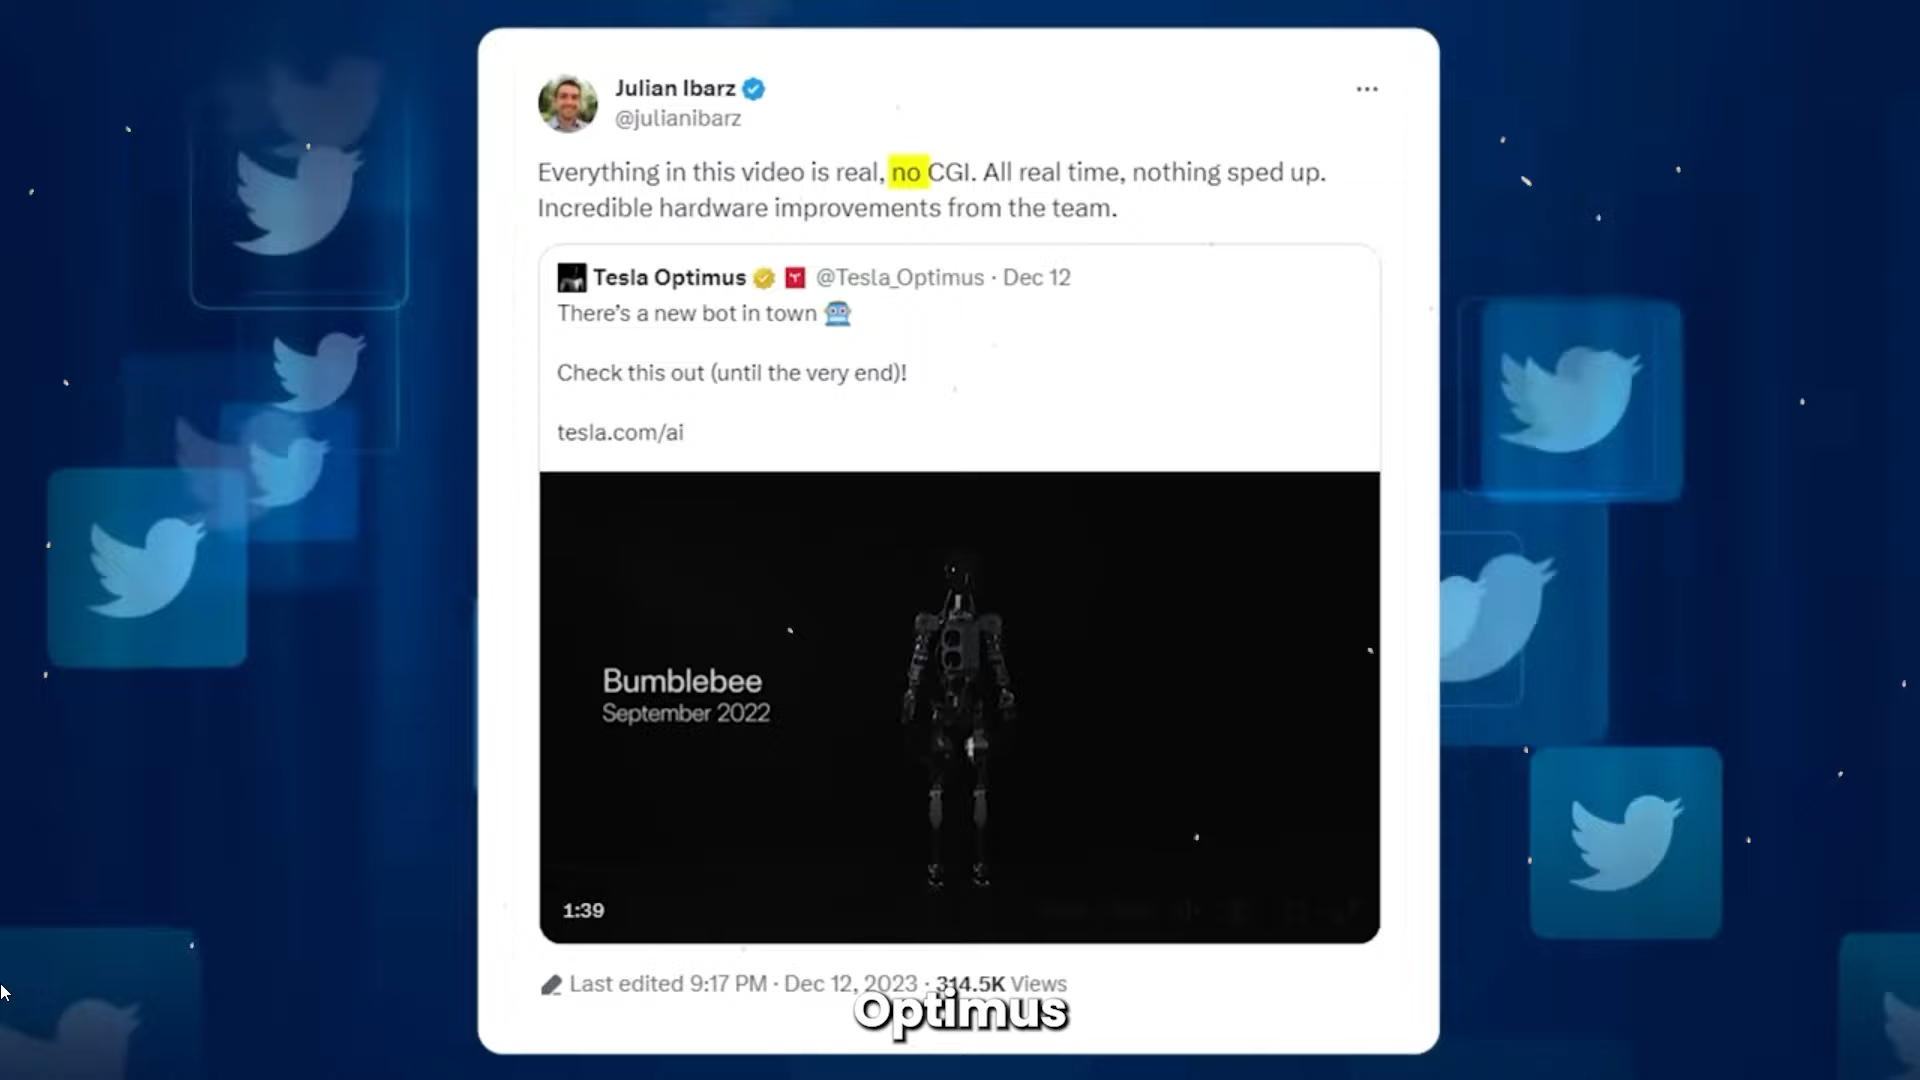 Julian Ibarz
@julianibarz
Everything in this video is real, no CGI. All real time, nothing sped up.
Incredible hardware improvements from the team.
Tesla Optimus @Tesla_Optimus · Dec 12
There's a new bot in town 🤖
Check this out (until the very end)!
tesla.com/ai
Bumblebee
September 2022
1:39
Last edited 9:17 PM · Dec 12, 2023 · 314.5K Views
Optimus